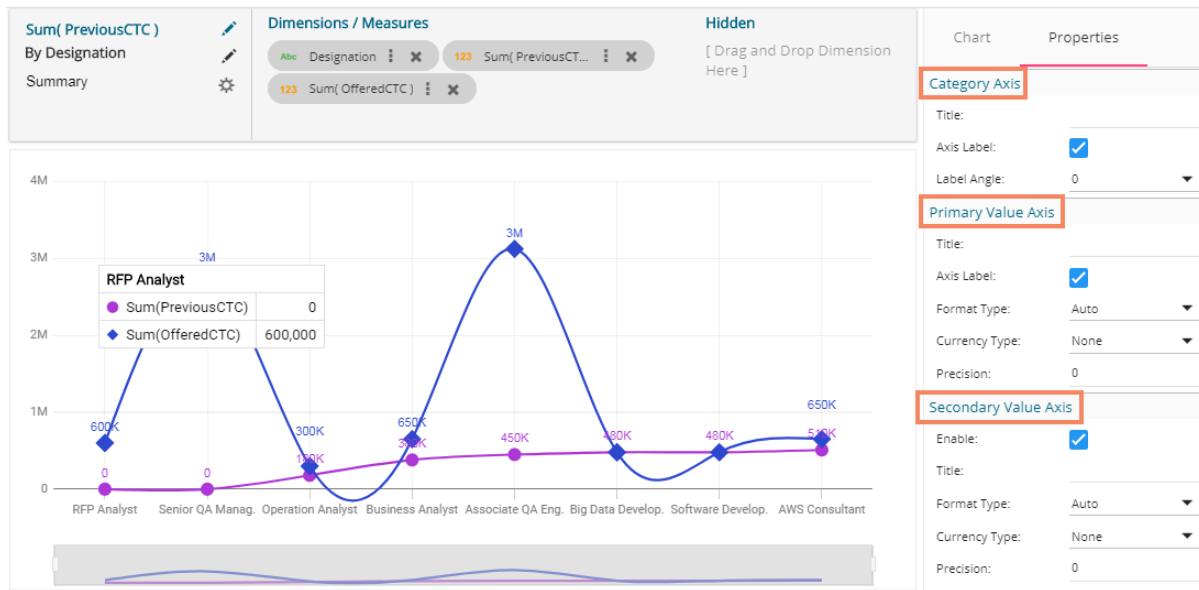 Sum( PreviousCTC )
By Designation
Summary
Dimensions / Measures
Abc Designation
123 Sum( PreviousCT...
123 Sum( OfferedCTC )
Hidden
[ Drag and Drop Dimension
Here ]
Chart Properties
Category Axis
Title:
Axis Label:
Label Angle: 0
Primary Value Axis
Title:
Axis Label:
Format Type: Auto
Currency Type: None
Precision: 0
Secondary Value Axis
Enable:
Title:
Format Type: Auto
Currency Type: None
Precision: 0
4M
3M
2M
1M
0
3M
3M
RFP Analyst
Sum(PreviousCTC) 0
Sum(OfferedCTC) 600,000
600K
300K
650K
480K
480K
650K
0
0
450K
RFP Analyst
Senior QA Manag.
Operation Analyst
Business Analyst
Associate QA Eng.
Big Data Develop.
Software Develop.
AWS Consultant